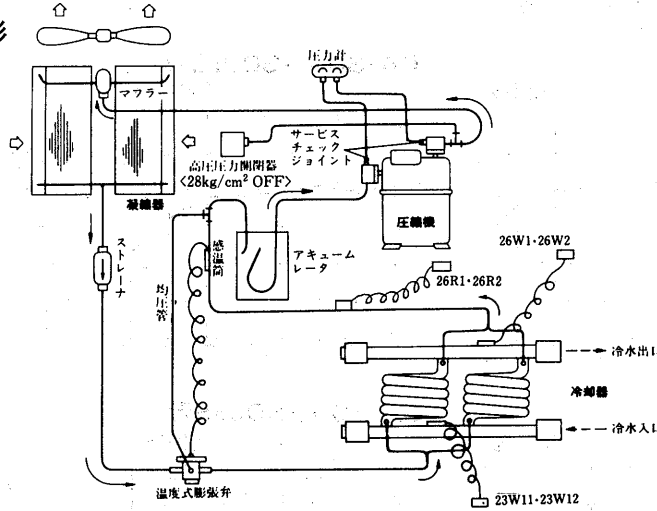 形
圧力計
マフラー
サービス
チェック
ジョイント
高圧圧力開閉器
<28kg/cm² OFF>
凝縮器
圧縮機
ストレーナ
均圧管
感温筒
アキューム
レータ
26R1・26R2
26W1・26W2
冷水出口
冷却器
冷水入口
温度式膨張弁
23W11・23W12